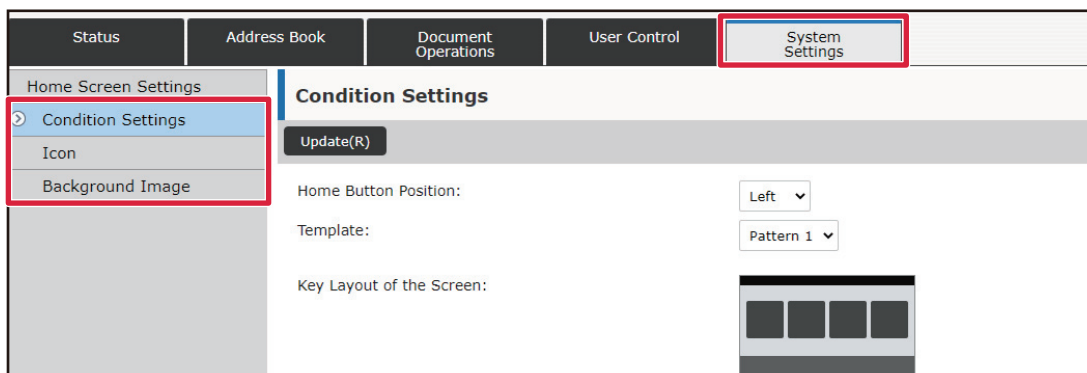 Status
Address Book
Document
Operations
User Control
System
Settings
Home Screen Settings
Condition Settings
Icon
Background Image
Condition Settings
Update(R)
Home Button Position:
Left
Template:
Pattern 1
Key Layout of the Screen: